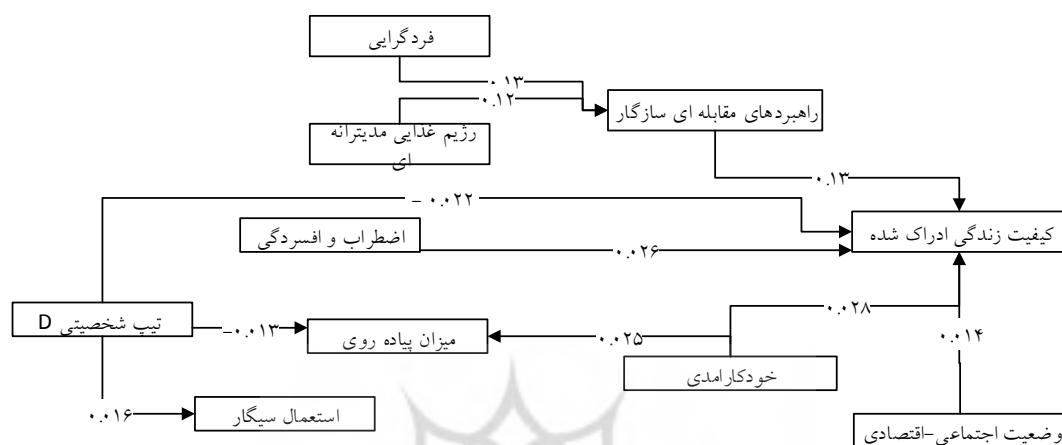 فردگرایی
۰.۱۳
۰.۱۲
رژیم غذایی مدیترانه
ای
راهبردهای مقابله ای سازگار
۰.۱۳
– ۰.۰۲۲
کیفیت زندگی ادراک شده
اضطراب و افسردگی
۰.۰۲۶
تیپ شخصیتی D
–۰.۰۱۳
میزان پیاده روی
۰.۰۲۵
۰.۰۲۸
۰.۰۱۴
خودکارامدی
۰.۰۱۶
استعمال سیگار
وضعیت اجتماعی-اقتصادی